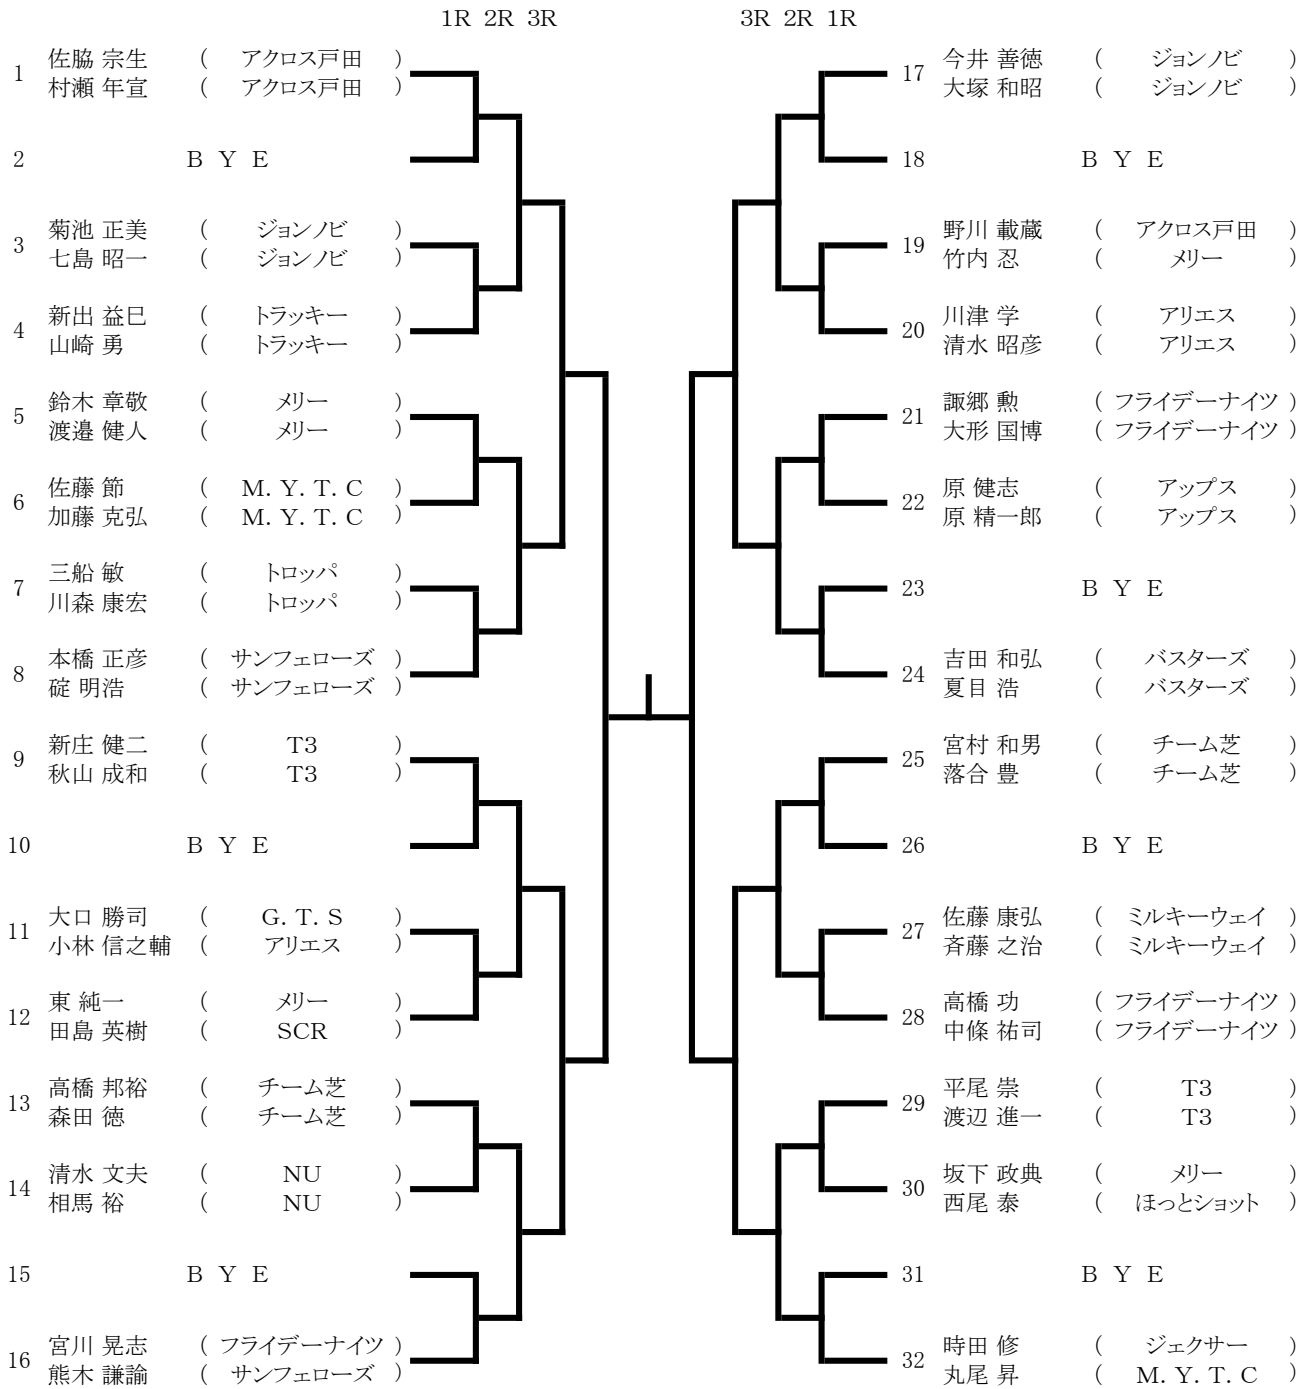 1R 2R 3R
3R 2R 1R
1 佐脇 宗生 ( アクロス戸田 )
村瀬 年宣 ( アクロス戸田 )
2 B Y E
3 菊池 正美 ( ジョンノビ )
七島 昭一 ( ジョンノビ )
4 新出 益巳 ( トラッキー )
山崎 勇 ( トラッキー )
5 鈴木 章敬 ( メリー )
渡邉 健人 ( メリー )
6 佐藤 節 ( M. Y. T. C )
加藤 克弘 ( M. Y. T. C )
7 三船 敏 ( トロッパ )
川森 康宏 ( トロッパ )
8 本橋 正彦 ( サンフェローズ )
碇 明浩 ( サンフェローズ )
9 新庄 健二 ( T3 )
秋山 成和 ( T3 )
10 B Y E
11 大口 勝司 ( G. T. S )
小林 信之輔 ( アリエス )
12 東 純一 ( メリー )
田島 英樹 ( SCR )
13 高橋 邦裕 ( チーム芝 )
森田 徳 ( チーム芝 )
14 清水 文夫 ( NU )
相馬 裕 ( NU )
15 B Y E
16 宮川 晃志 ( フライデーナイツ )
熊木 謙諭 ( サンフェローズ )
17 今井 善徳 ( ジョンノビ )
大塚 和昭 ( ジョンノビ )
18 B Y E
19 野川 載蔵 ( アクロス戸田 )
竹内 忍 ( メリー )
20 川津 学 ( アリエス )
清水 昭彦 ( アリエス )
21 諏郷 勲 ( フライデーナイツ )
大形 国博 ( フライデーナイツ )
22 原 健志 ( アップス )
原 精一郎 ( アップス )
23 B Y E
24 吉田 和弘 ( バスターズ )
夏目 浩 ( バスターズ )
25 宮村 和男 ( チーム芝 )
落合 豊 ( チーム芝 )
26 B Y E
27 佐藤 康弘 ( ミルキーウェイ )
斉藤 之治 ( ミルキーウェイ )
28 高橋 功 ( フライデーナイツ )
中條 祐司 ( フライデーナイツ )
29 平尾 崇 ( T3 )
渡辺 進一 ( T3 )
30 坂下 政典 ( メリー )
西尾 泰 ( ほっとショット )
31 B Y E
32 時田 修 ( ジェクサー )
丸尾 昇 ( M. Y. T. C )